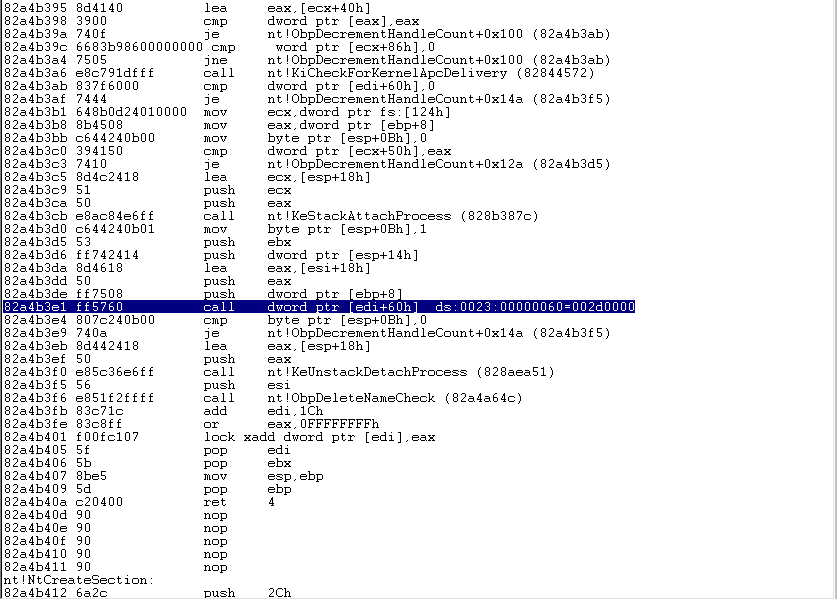 82a4b395 8d4140 lea eax,[ecx+40h]
82a4b398 3900 cmp dword ptr [eax],eax
82a4b39a 740f je nt!ObpDecrementHandleCount+0x100 (82a4b3ab)
82a4b39c 6683b98600000000 cmp word ptr [ecx+86h],0
82a4b3a4 7505 jne nt!ObpDecrementHandleCount+0x100 (82a4b3ab)
82a4b3a6 e8c791dfff call nt!KiCheckForKernelApcDelivery (82844572)
82a4b3ab 837f6000 cmp dword ptr [edi+60h],0
82a4b3af 7444 je nt!ObpDecrementHandleCount+0x14a (82a4b3f5)
82a4b3b1 648b0d24010000 mov ecx,dword ptr fs:[124h]
82a4b3b8 8b4508 mov eax,dword ptr [ebp+8]
82a4b3bb c644240b00 mov byte ptr [esp+0Bh],0
82a4b3c0 394150 cmp dword ptr [ecx+50h],eax
82a4b3c3 7410 je nt!ObpDecrementHandleCount+0x12a (82a4b3d5)
82a4b3c5 8d4c2418 lea ecx,[esp+18h]
82a4b3c9 51 push ecx
82a4b3ca 50 push eax
82a4b3cb e8ac84e6ff call nt!KeStackAttachProcess (828b387c)
82a4b3d0 c644240b01 mov byte ptr [esp+0Bh],1
82a4b3d5 53 push ebx
82a4b3d6 ff742414 push dword ptr [esp+14h]
82a4b3da 8d4618 lea eax,[esi+18h]
82a4b3dd 50 push eax
82a4b3de ff7508 push dword ptr [ebp+8]
82a4b3e1 ff5760 call dword ptr [edi+60h] ds:0023:00000060=002d0000
82a4b3e4 807c240b00 cmp byte ptr [esp+0Bh],0
82a4b3e9 740a je nt!ObpDecrementHandleCount+0x14a (82a4b3f5)
82a4b3eb 8d442418 lea eax,[esp+18h]
82a4b3ef 50 push eax
82a4b3f0 e85c36e6ff call nt!KeUnstackDetachProcess (828aea51)
82a4b3f5 56 push esi
82a4b3f6 e851f2ffff call nt!ObpDeleteNameCheck (82a4a64c)
82a4b3fb 83c71c add edi,1Ch
82a4b3fe 83c8ff or eax,0FFFFFFFFh
82a4b401 f00fc107 lock xadd dword ptr [edi],eax
82a4b405 5f pop edi
82a4b406 5b pop ebx
82a4b407 8be5 mov esp,ebp
82a4b409 5d pop ebp
82a4b40a c20400 ret 4
82a4b40d 90 nop
82a4b40e 90 nop
82a4b40f 90 nop
82a4b410 90 nop
82a4b411 90 nop
nt!NtCreateSection:
82a4b412 6a2c push 2Ch